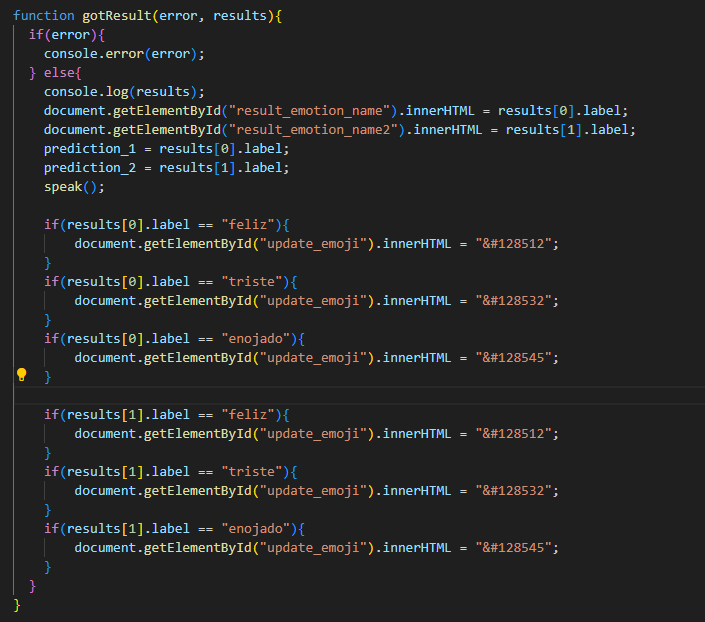 function gotResult(error, results){
if(error){
console.error(error);
} else{
console.log(results);
document.getElementById("result_emotion_name").innerHTML = results[0].label;
document.getElementById("result_emotion_name2").innerHTML = results[1].label;
prediction_1 = results[0].label;
prediction_2 = results[1].label;
speak();
if(results[0].label == "feliz"){
document.getElementById("update_emoji").innerHTML = "&#128512";
}
if(results[0].label == "triste"){
document.getElementById("update_emoji").innerHTML = "&#128532";
}
if(results[0].label == "enojado"){
document.getElementById("update_emoji").innerHTML = "&#128545";
}
if(results[1].label == "feliz"){
document.getElementById("update_emoji").innerHTML = "&#128512";
}
if(results[1].label == "triste"){
document.getElementById("update_emoji").innerHTML = "&#128532";
}
if(results[1].label == "enojado"){
document.getElementById("update_emoji").innerHTML = "&#128545";
}
}
}